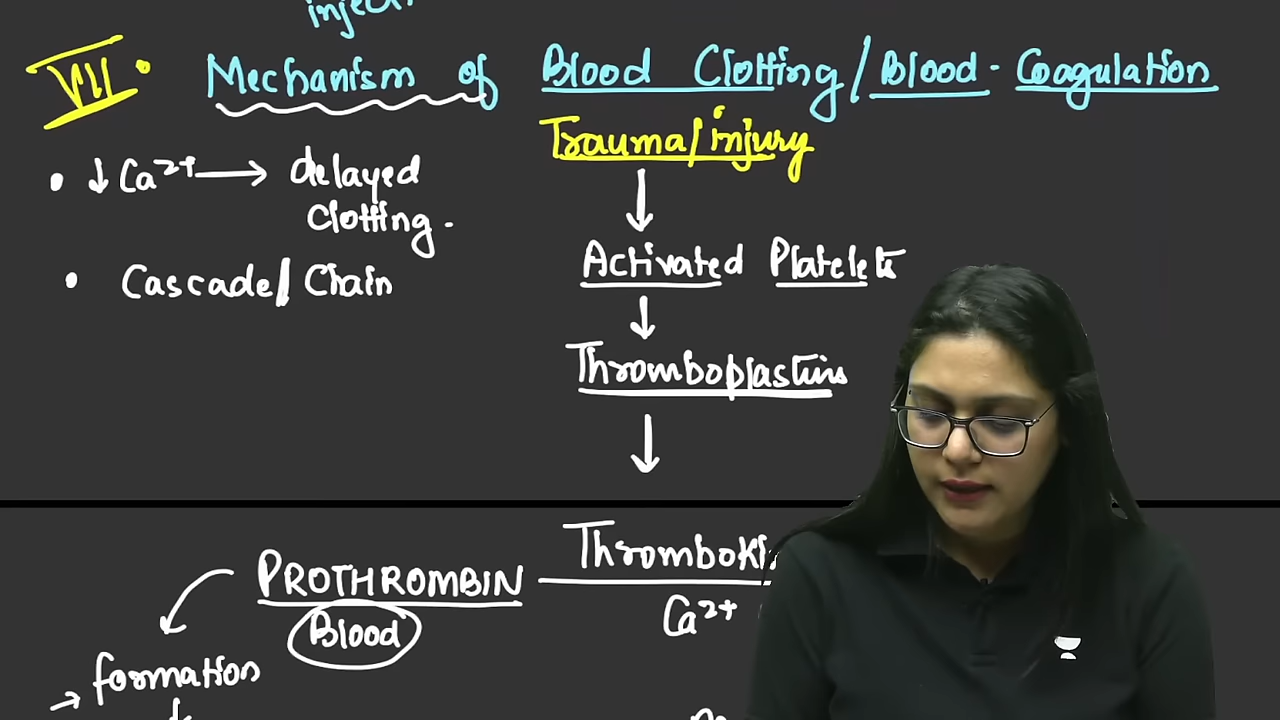 VII. Mechanism of Blood Clotting / Blood - Coagulation
Trauma/injury
• ↓ Ca²⁺ → delayed
clotting.
Activated Platelets
• Cascade/Chain
Thromboplastins
PROTHROMBIN
Blood
Ca²⁺
formation